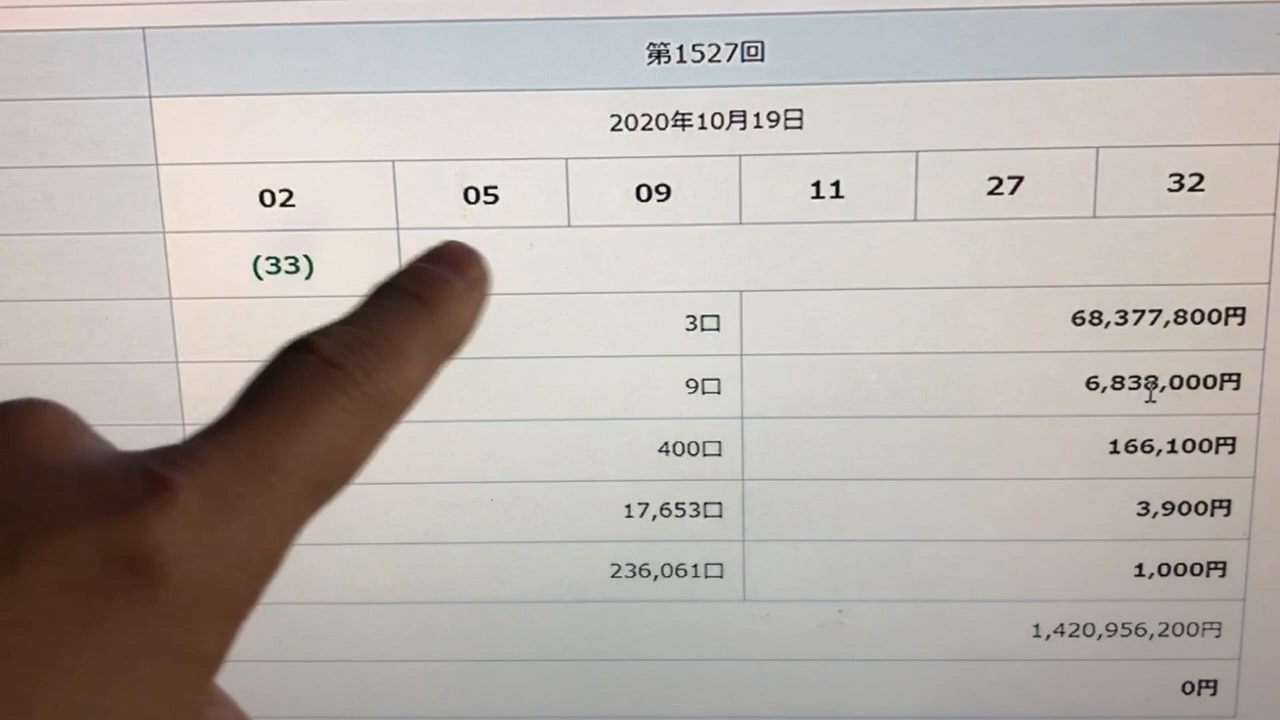 第1527回
2020年10月19日
02 05 09 11 27 32
(33)
3口 68,377,800円
9口 6,838,000円
400口 166,100円
17,653口 3,900円
236,061口 1,000円
1,420,956,200円
0円